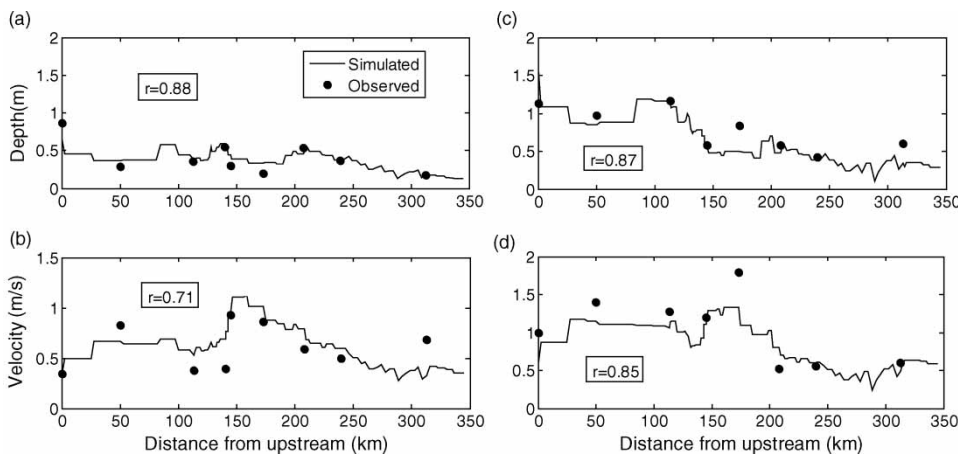 (a)
2
1.5
1
0.5
0
Depth(m)
r=0.88
Simulated
Observed
0 50 100 150 200 250 300 350
(c)
2
1.5
1
0.5
0
r=0.87
0 50 100 150 200 250 300 350
(b)
1.5
1
0.5
0
Velocity (m/s)
r=0.71
0 50 100 150 200 250 300 350
Distance from upstream (km)
(d)
2
1.5
1
0.5
0
r=0.85
0 50 100 150 200 250 300 350
Distance from upstream (km)